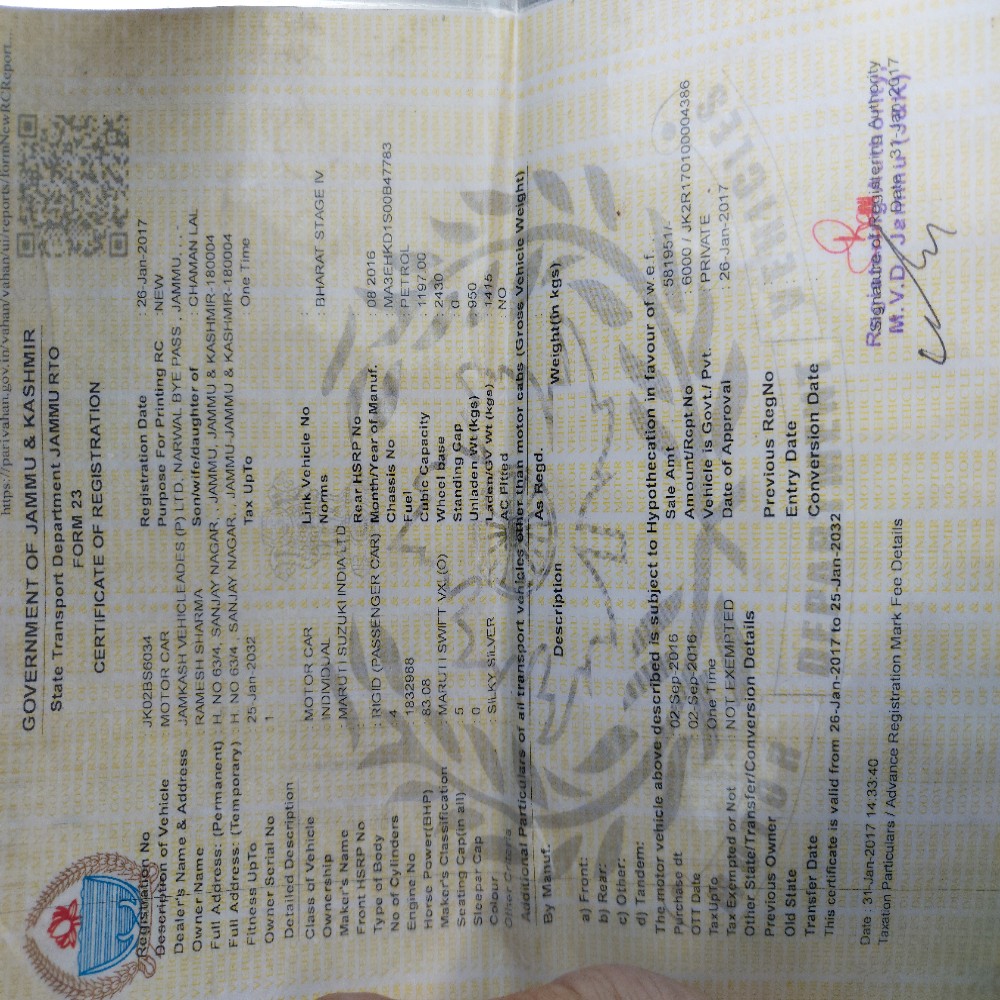 https://parivahan.gov.in/vahan/vahan/ui/reports/formNewRCReport...
GOVERNMENT OF JAMMU & KASHMIR
State Transport Department JAMMU RTO
FORM 23
CERTIFICATE OF REGISTRATION
Registration No : JK02BS6034 Registration Date : 26-Jan-2017
Description of Vehicle : MOTOR CAR Purpose For Printing RC : NEW
Dealer's Name & Address : JAMKASH VEHICLEADES (P) LTD, NARWAL BYE PASS , JAMMU, , -
Owner Name : RAMESH SHARMA Son/wife/daughter of : CHAMAN LAL
Full Address: (Permanent) : H. NO 63/4, SANJAY NAGAR, , JAMMU, JAMMU & KASHMIR-180004
Full Address: (Temporary) : H. NO 63/4, SANJAY NAGAR, , JAMMU-JAMMU & KASHMIR-180004
Fitness UpTo : 25-Jan-2032 Tax UpTo : One Time
Owner Serial No : 1
Detailed Description
Class of Vehicle : MOTOR CAR Link Vehicle No :
Ownership : INDIVIDUAL Norms : BHARAT STAGE IV
Maker's Name : MARUTI SUZUKI INDIA LTD
Front HSRP No : Rear HSRP No :
Type of Body : RIGID (PASSENGER CAR) Month/Year of Manuf. : 08 2016
No of Cylinders : 4 Chassis No : MA3EHKD1S00B47783
Engine No : 1832988 Fuel : PETROL
Horse Power(BHP) : 83.08 Cubic Capacity : 1197.00
Maker's Classification : MARUTI SWIFT VX (O) Wheel base : 2430
Seating Cap(in all) : 5 Standing Cap : 0
Sleepar Cap : 0 Unladen Wt (kgs) : 950
Colour : SILKY SILVER Laden/GV Wt (kgs) : 1415
Other Criteria AC Fitted : NO
Additional Particulars of all transport vehicles other than motor cabs (Gross Vehicle Weight)
By Manuf. As Regd.
Description Weight(in kgs)
a) Front:
b) Rear:
c) Other:
d) Tandem:
The motor vehicle above described is subject to Hypothecation in favour of w.e.f. .
Purchase dt : 02-Sep-2016 Sale Amt : 581951/-
OTT Date : 02-Sep-2016 Amount/Rcpt No : 6000 / JK2R170100004386
TaxUpTo : One Time Vehicle is Govt./ Pvt. : PRIVATE
Tax Exempted or Not : NOT EXEMPTED Date of Approval : 26-Jan-2017
Other State/Transfer/Conversion Details
Previous Owner Previous RegNo
Old State Entry Date
Transfer Date Conversion Date
This certificate is valid from 26-Jan-2017 to 25-Jan-2032
Date : 31-Jan-2017 14:33:40
Taxation Particulars / Advance Registration Mark Fee Details
Signature of Registering Authority
Date : 31-Jan-2017
M.V.D. Jammu (J&K)
FOR DEPARTMENT VEHICLES